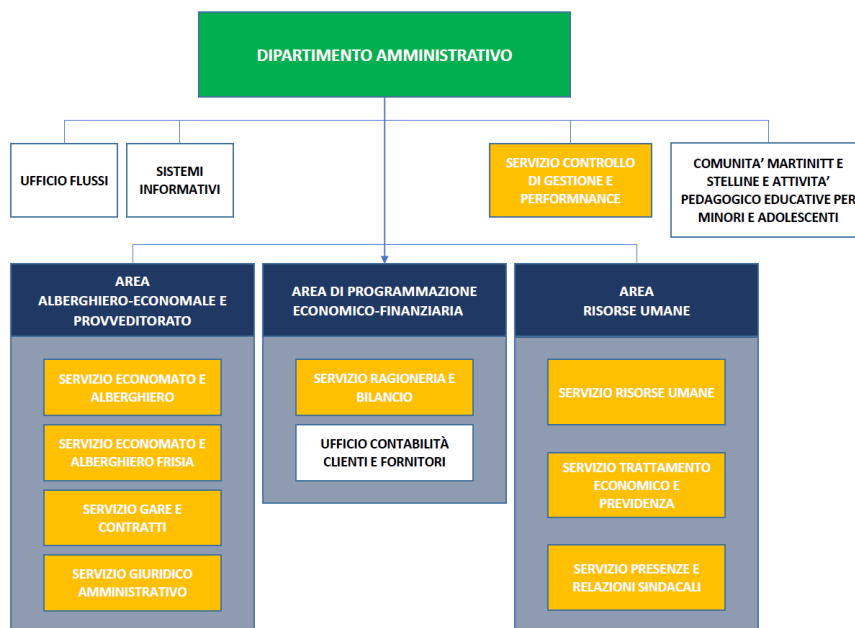 DIPARTIMENTO AMMINISTRATIVO
UFFICIO FLUSSI
SISTEMI
INFORMATIVI
SERVIZIO CONTROLLO
DI GESTIONE E
PERFORMNANCE
COMUNITA’ MARTINITT E
STELLINE E ATTIVITA’
PEDAGOGICO EDUCATIVE PER
MINORI E ADOLESCENTI
AREA
ALBERGHIERO-ECONOMALE E
PROVVEDITORATO
SERVIZIO ECONOMATO E
ALBERGHIERO
SERVIZIO ECONOMATO E
ALBERGHIERO FRISIA
SERVIZIO GARE E
CONTRATTI
SERVIZIO GIURIDICO
AMMINISTRATIVO
AREA DI PROGRAMMAZIONE
ECONOMICO-FINANZIARIA
SERVIZIO RAGIONERIA E
BILANCIO
UFFICIO CONTABILITÀ
CLIENTI E FORNITORI
AREA
RISORSE UMANE
SERVIZIO RISORSE UMANE
SERVIZIO TRATTAMENTO
ECONOMICO E
PREVIDENZA
SERVIZIO PRESENZE E
RELAZIONI SINDACALI